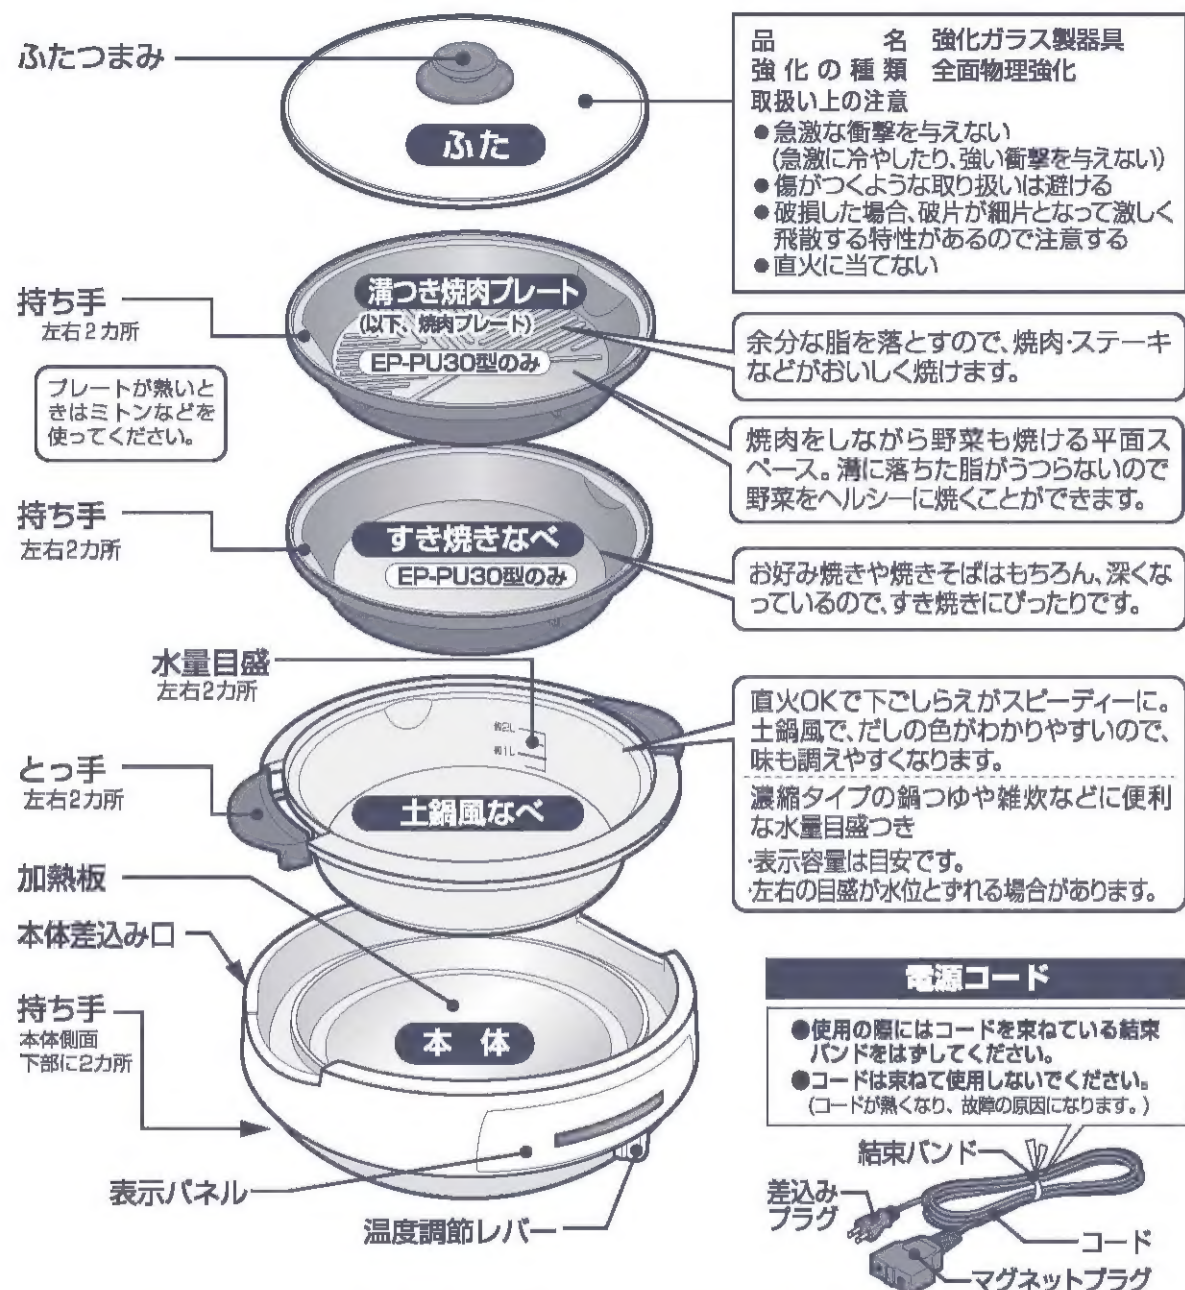 ふたつまみ
ふた
品名 強化ガラス製器具
強化の種類 全面物理強化
取扱い上の注意
●急激な衝撃を与えない
(急激に冷やしたり、強い衝撃を与えない)
●傷がつくような取り扱いは避ける
●破損した場合、破片が細片となって激しく
飛散する特性があるので注意する
●直火に当てない
持ち手
左右2カ所
プレートが熱いと
きはミトンなどを
使ってください。
溝つき焼肉プレート
(以下、焼肉プレート)
EP-PU30型のみ
余分な脂を落とすので、焼肉・ステーキ
などがおいしく焼けます。
焼肉をしながら野菜も焼ける平面ス
ペース。溝に落ちた脂がうつらないので
野菜をヘルシーに焼くことができます。
持ち手
左右2カ所
すき焼きなべ
EP-PU30型のみ
お好み焼きや焼きそばはもちろん、深くな
っているので、すき焼きにぴったりです。
水量目盛
左右2カ所
約2L
約1L
とっ手
左右2カ所
土鍋風なべ
直火OKで下ごしらえがスピーディーに。
土鍋風で、だしの色がわかりやすいので、
味も調えやすくなります。
濃縮タイプの鍋つゆや雑炊などに便利
な水量目盛つき
・表示容量は目安です。
・左右の目盛が水位とずれる場合があります。
加熱板
本体差込み口
持ち手
本体側面
下部に2カ所
本体
表示パネル
温度調節レバー
電源コード
●使用の際にはコードを束ねている結束
バンドをはずしてください。
●コードは束ねて使用しないでください。
(コードが熱くなり、故障の原因になります。)
結束バンド
差込み
プラグ
コード
マグネットプラグ